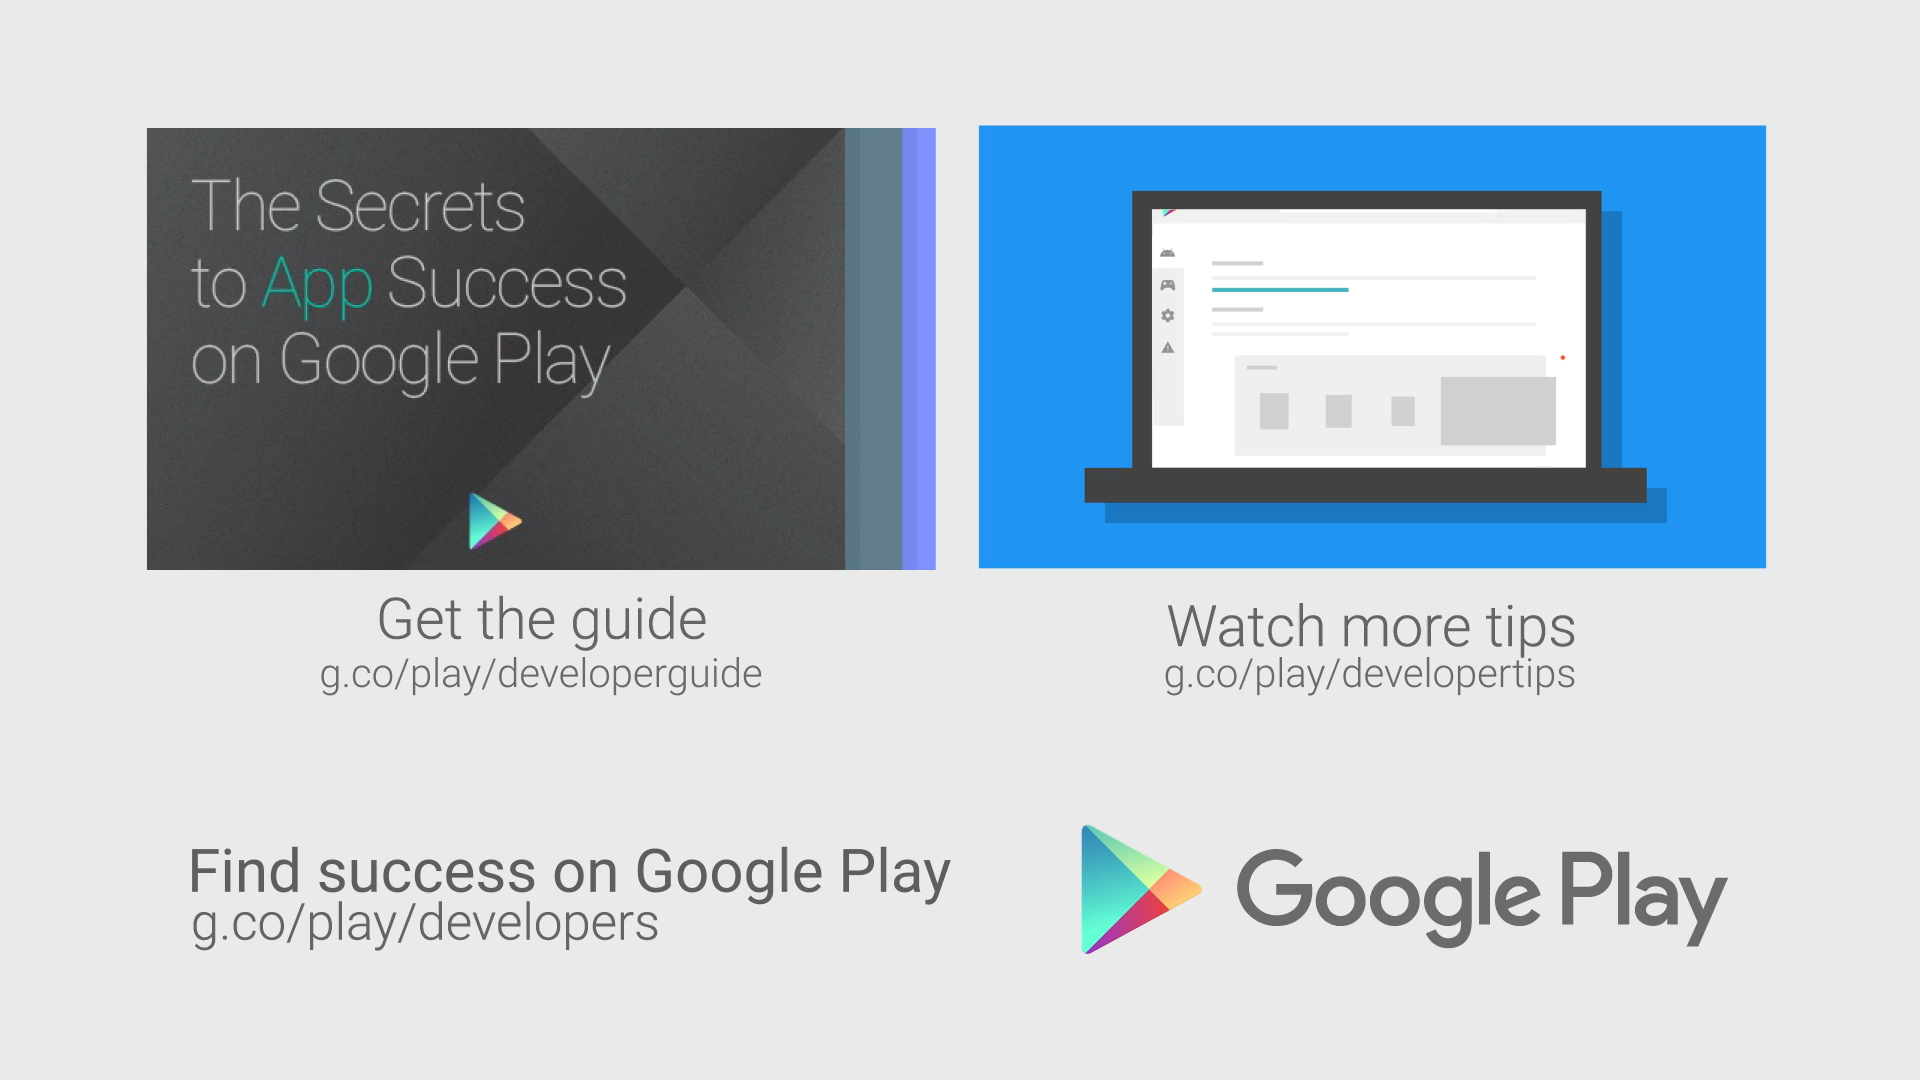 The Secrets
to App Success
on Google Play
Get the guide
g.co/play/developerguide
Watch more tips
g.co/play/developertips
Find success on Google Play
g.co/play/developers
Google Play